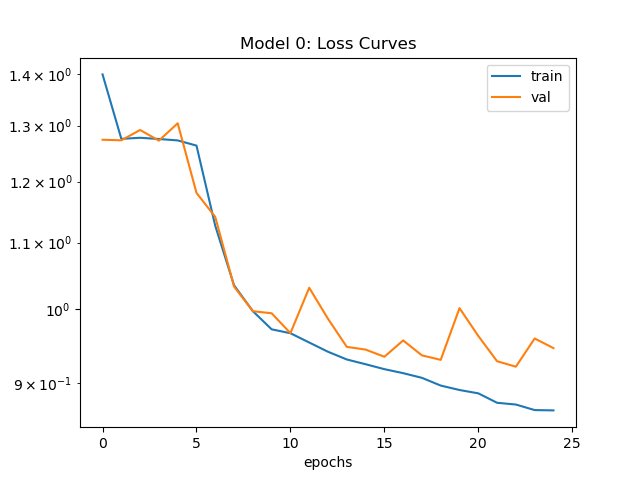 Model 0: Loss Curves
train
val
1.4 × 10⁰
1.3 × 10⁰
1.2 × 10⁰
1.1 × 10⁰
10⁰
9 × 10⁻¹
0 5 10 15 20 25
epochs